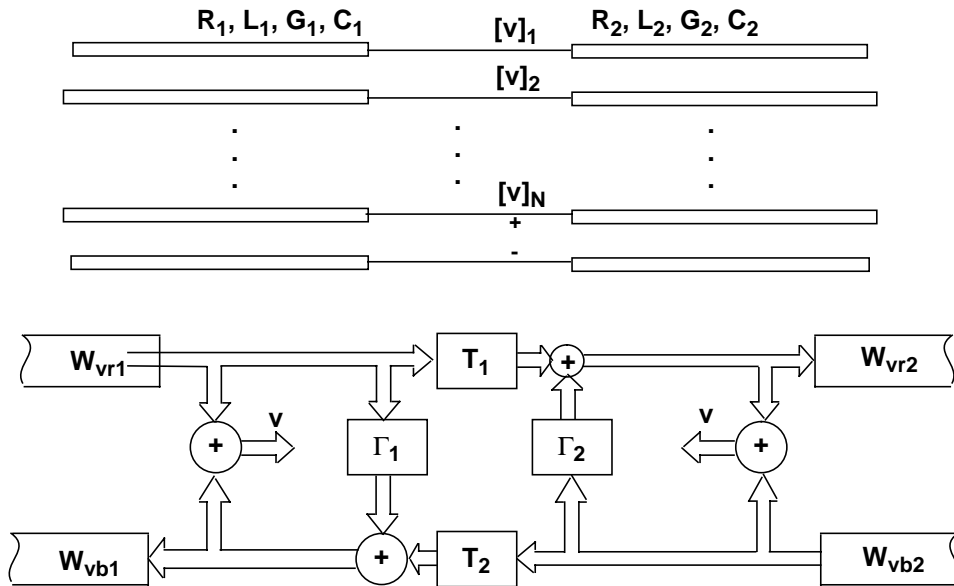 R₁, L₁, G₁, C₁ [v]₁ R₂, L₂, G₂, C₂
[v]₂
. . .
. . .
. . .
[v]N
+
-
Wvr1 T₁ + Wvr2
v v
+ Γ₁ Γ₂ +
Wvb1 + T₂ Wvb2